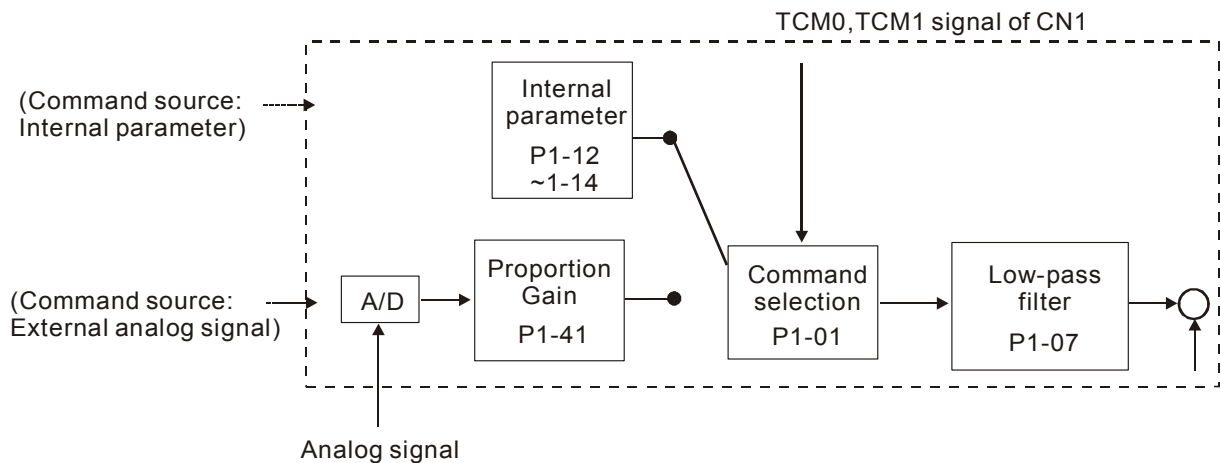 TCM0,TCM1 signal of CN1
(Command source:
Internal parameter)
Internal
parameter
P1-12
~1-14
(Command source:
External analog signal)
A/D
Proportion
Gain
P1-41
Command
selection
P1-01
Low-pass
filter
P1-07
Analog signal